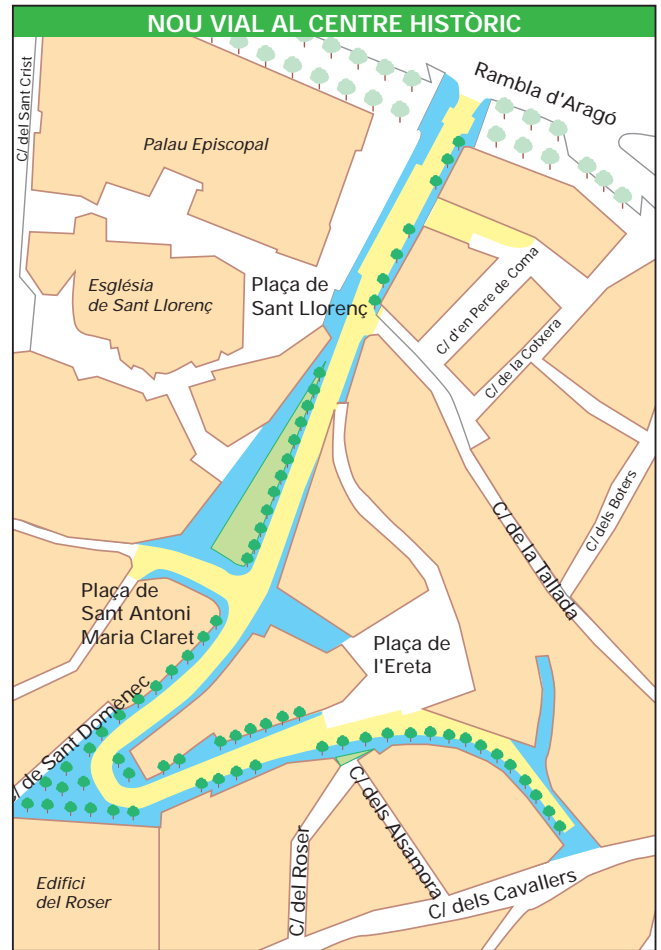 NOU VIAL AL CENTRE HISTÒRIC
C/ del Sant Crist
Rambla d'Aragó
Palau Episcopal
Església
de Sant Llorenç
Plaça de
Sant Llorenç
C/ d'en Pere de Coma
C/ de la Cotxera
C/ dels Boters
C/ de la Tallada
Plaça de
Sant Antoni
Maria Claret
Plaça de
l'Ereta
C/ de Sant Domènec
C/ dels Alsamora
C/ del Roser
C/ dels Cavallers
Edifici
del Roser